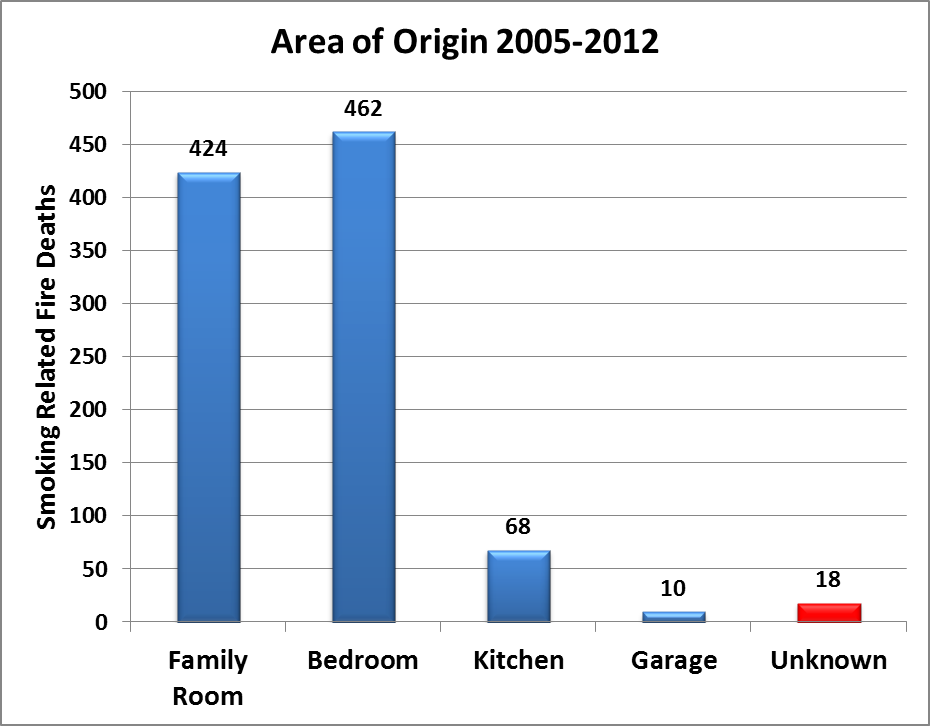 Area of Origin 2005-2012
Smoking Related Fire Deaths
500
450
400
350
300
250
200
150
100
50
0
424
462
68
10
18
Family
Room
Bedroom
Kitchen
Garage
Unknown